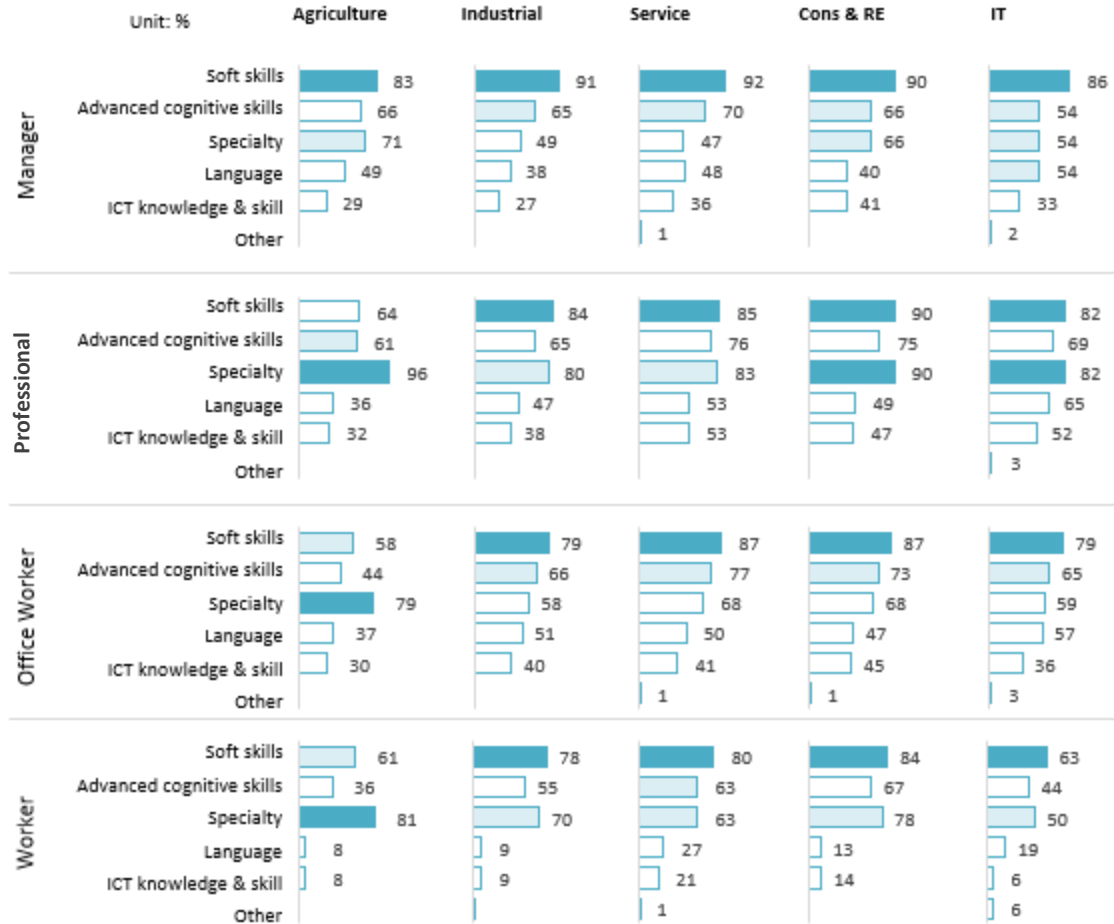 Unit: % Agriculture Industrial Service Cons & RE IT
Manager
Soft skills 83 91 92 90 86
Advanced cognitive skills 66 65 70 66 54
Specialty 71 49 47 66 54
Language 49 38 48 40 54
ICT knowledge & skill 29 27 36 41 33
Other 1 2
Professional
Soft skills 64 84 85 90 82
Advanced cognitive skills 61 65 76 75 69
Specialty 96 80 83 90 82
Language 36 47 53 49 65
ICT knowledge & skill 32 38 53 47 52
Other 3
Office Worker
Soft skills 58 79 87 87 79
Advanced cognitive skills 44 66 77 73 65
Specialty 79 58 68 68 59
Language 37 51 50 47 57
ICT knowledge & skill 30 40 41 45 36
Other 1 1 3
Worker
Soft skills 61 78 80 84 63
Advanced cognitive skills 36 55 63 67 44
Specialty 81 70 63 78 50
Language 8 9 27 13 19
ICT knowledge & skill 8 9 21 14 6
Other 1 6